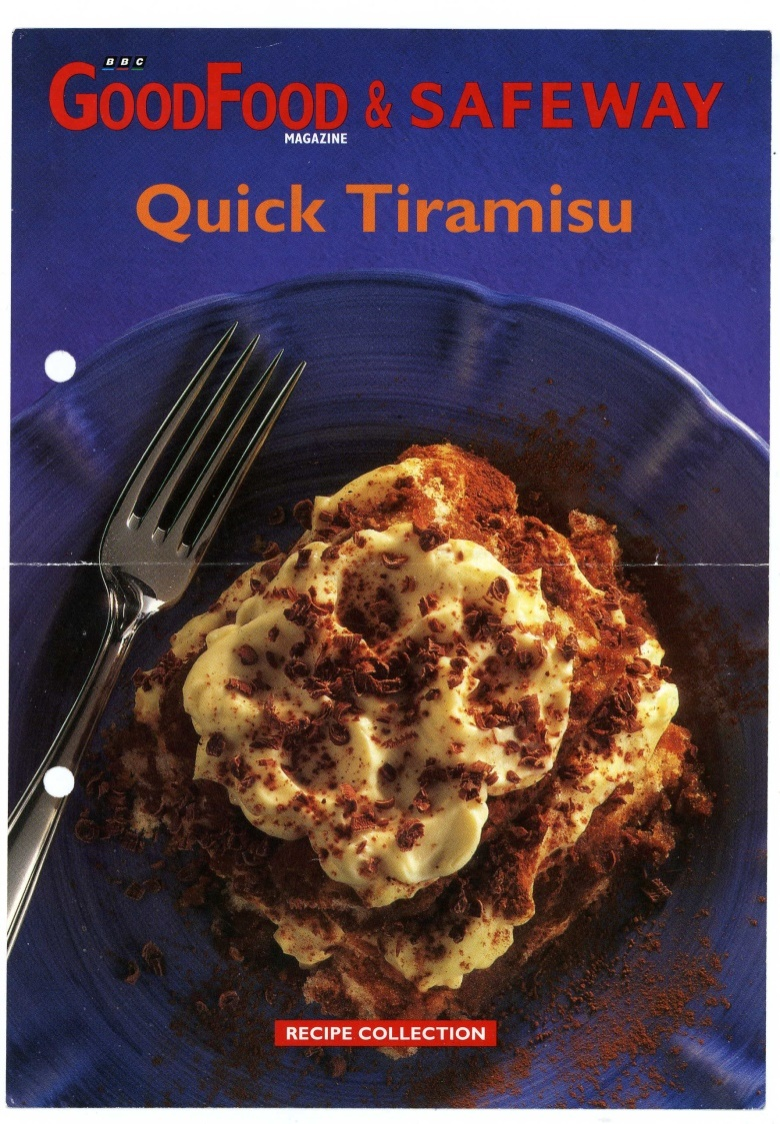 BBC
GOODFOOD & SAFEWAY
MAGAZINE
Quick Tiramisu
RECIPE COLLECTION